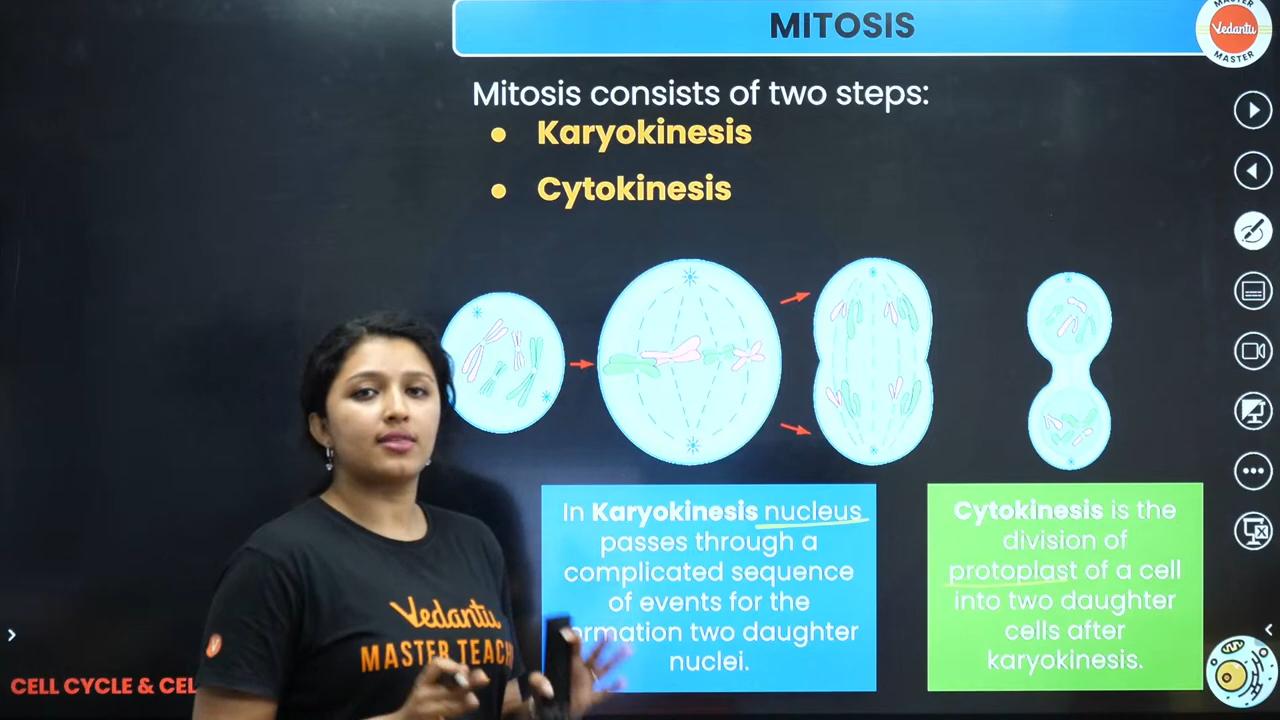 MITOSIS
MASTER
Vedantu
MASTER
Mitosis consists of two steps:
• Karyokinesis
• Cytokinesis
In Karyokinesis nucleus
passes through a
complicated sequence
of events for the
ormation two daughter
nuclei.
Cytokinesis is the
division of
protoplast of a cell
into two daughter
cells after
karyokinesis.
Vedantu
MASTER TEACH
CELL CYCLE & CEL